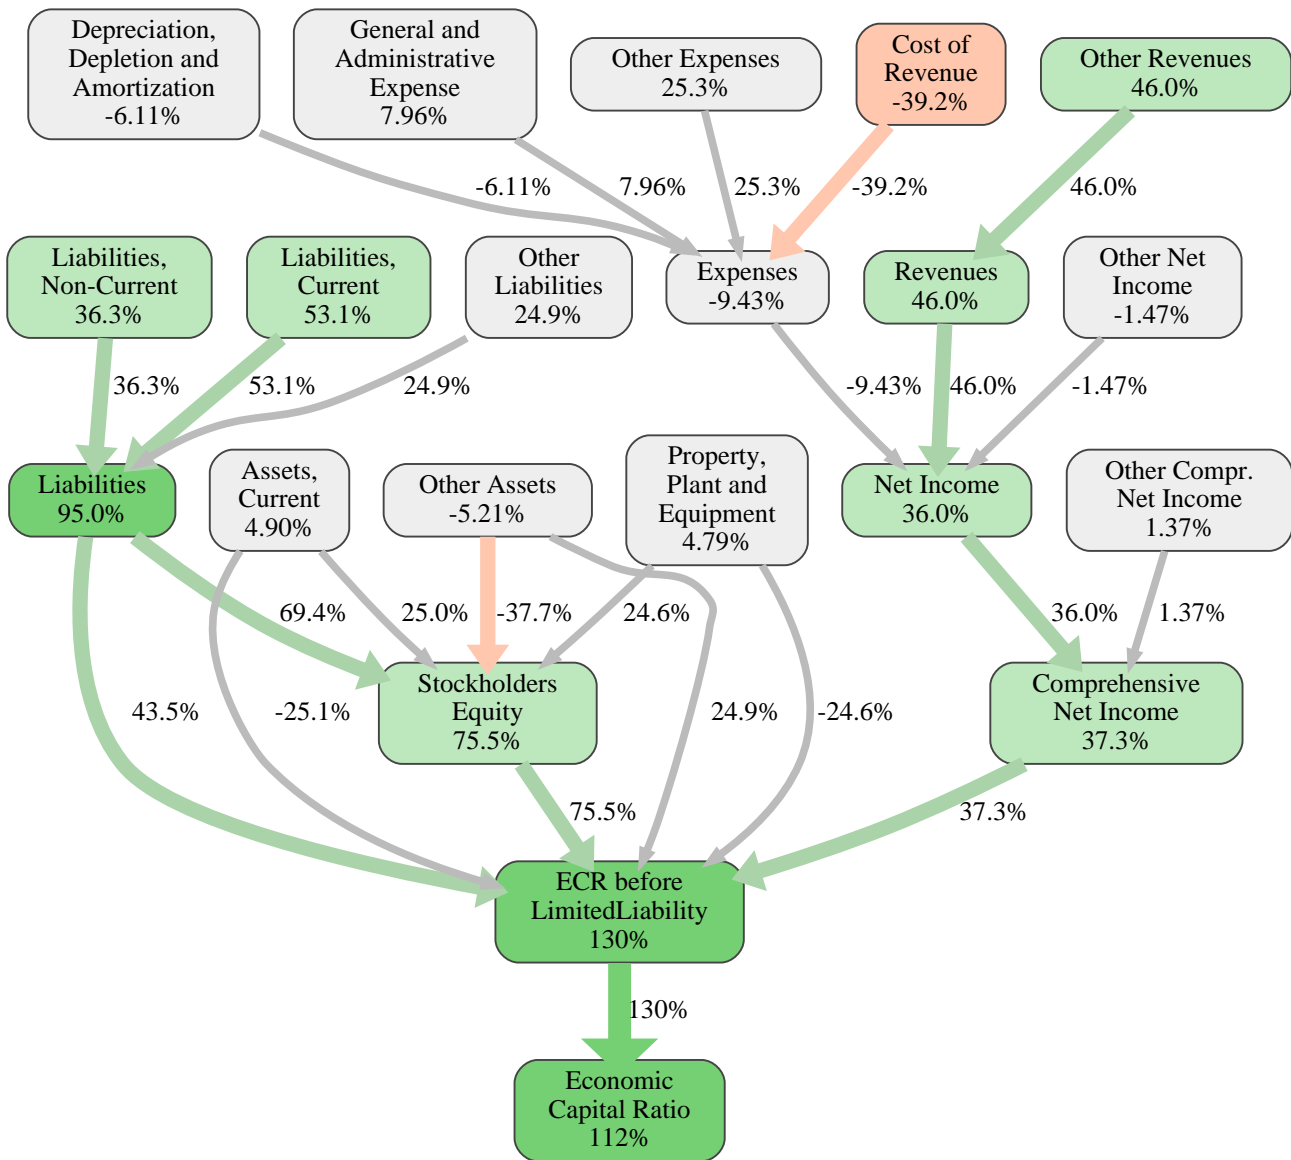 Depreciation,
Depletion and
Amortization
-6.11%
General and
Administrative
Expense
7.96%
Other Expenses
25.3%
Cost of
Revenue
-39.2%
Other Revenues
46.0%
-6.11%
7.96%
25.3%
-39.2%
46.0%
Liabilities,
Non-Current
36.3%
Liabilities,
Current
53.1%
Other
Liabilities
24.9%
Expenses
-9.43%
Revenues
46.0%
Other Net
Income
-1.47%
36.3%
53.1%
24.9%
-9.43%
46.0%
-1.47%
Liabilities
95.0%
Assets,
Current
4.90%
Other Assets
-5.21%
Property,
Plant and
Equipment
4.79%
Net Income
36.0%
Other Compr.
Net Income
1.37%
69.4%
25.0%
-37.7%
24.6%
36.0%
1.37%
43.5%
-25.1%
Stockholders
Equity
75.5%
24.9%
-24.6%
Comprehensive
Net Income
37.3%
75.5%
37.3%
ECR before
LimitedLiability
130%
130%
Economic
Capital Ratio
112%